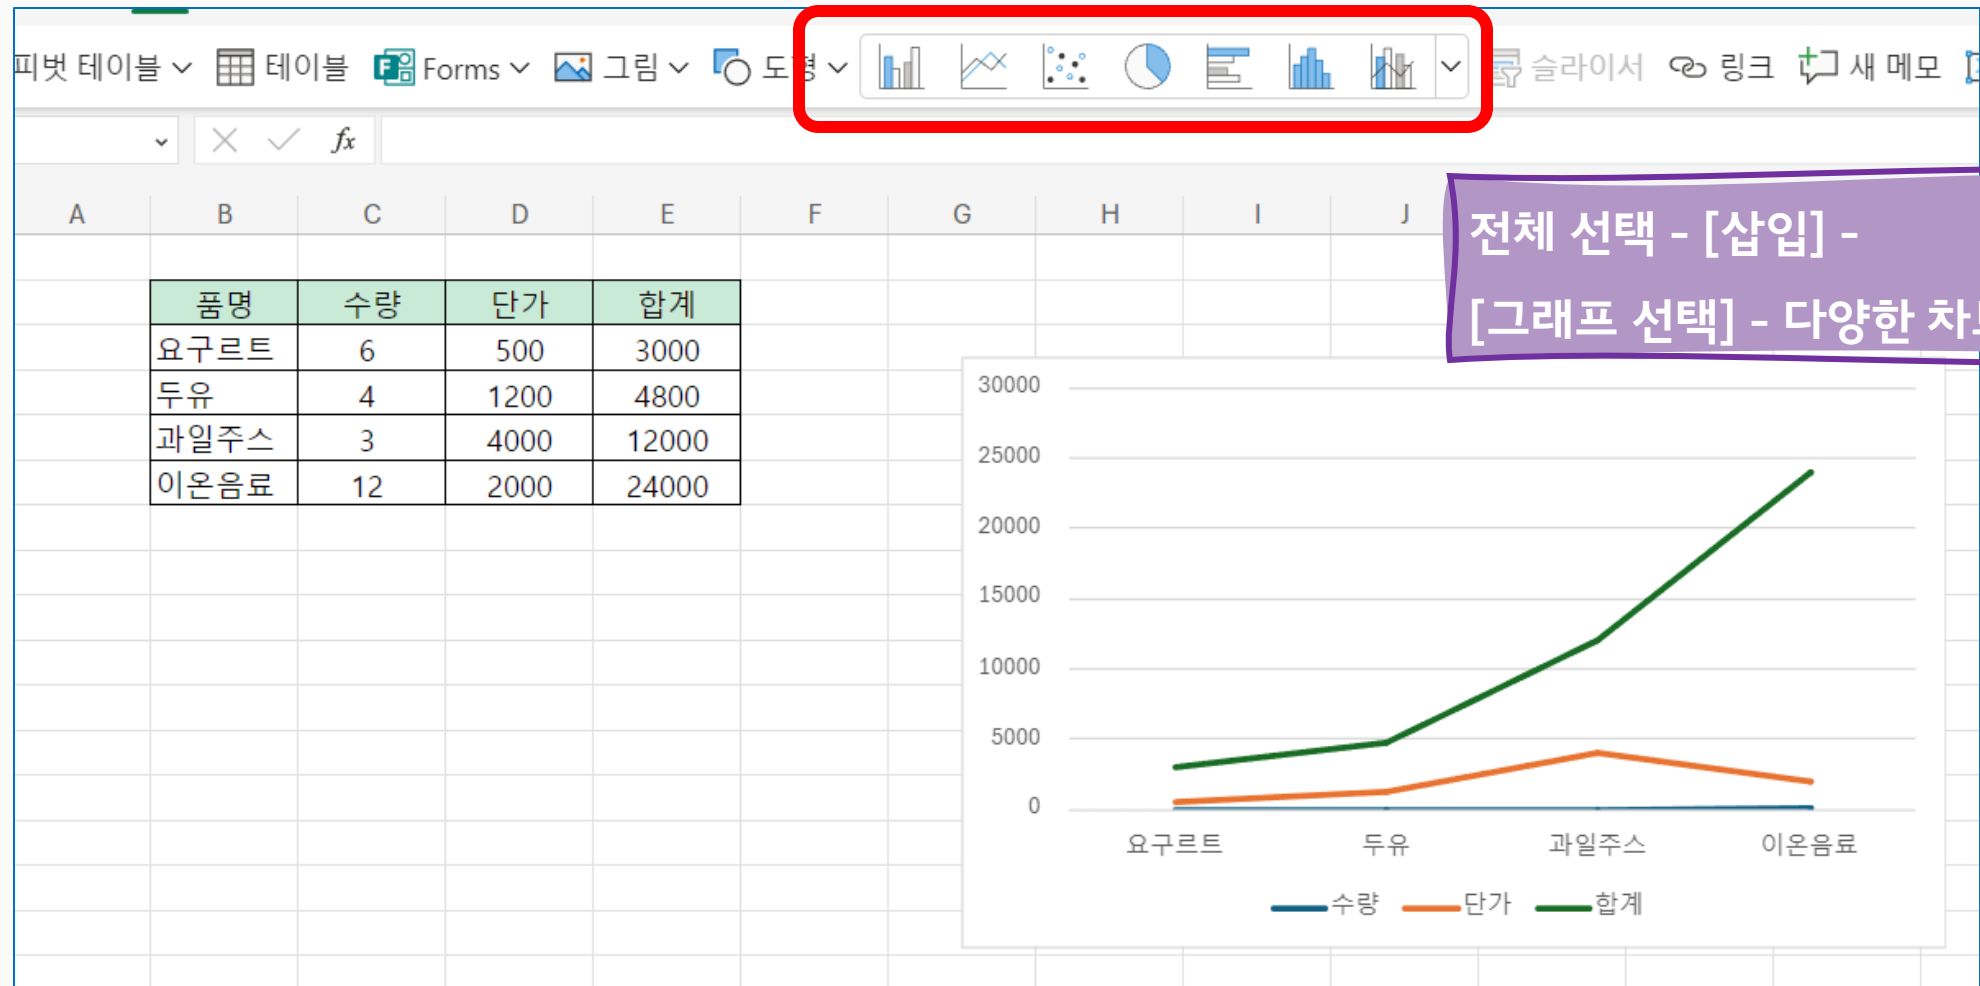 피벗 테이블 테이블 Forms 그림 도형 슬라이서 링크 새 메모
fx
A B C D E F G H I J
전체 선택 - [삽입] -
[그래프 선택] - 다양한
품명 수량 단가 합계
요구르트 6 500 3000
두유 4 1200 4800
과일주스 3 4000 12000
이온음료 12 2000 24000
30000
25000
20000
15000
10000
5000
0
요구르트 두유 과일주스 이온음료
수량 단가 합계